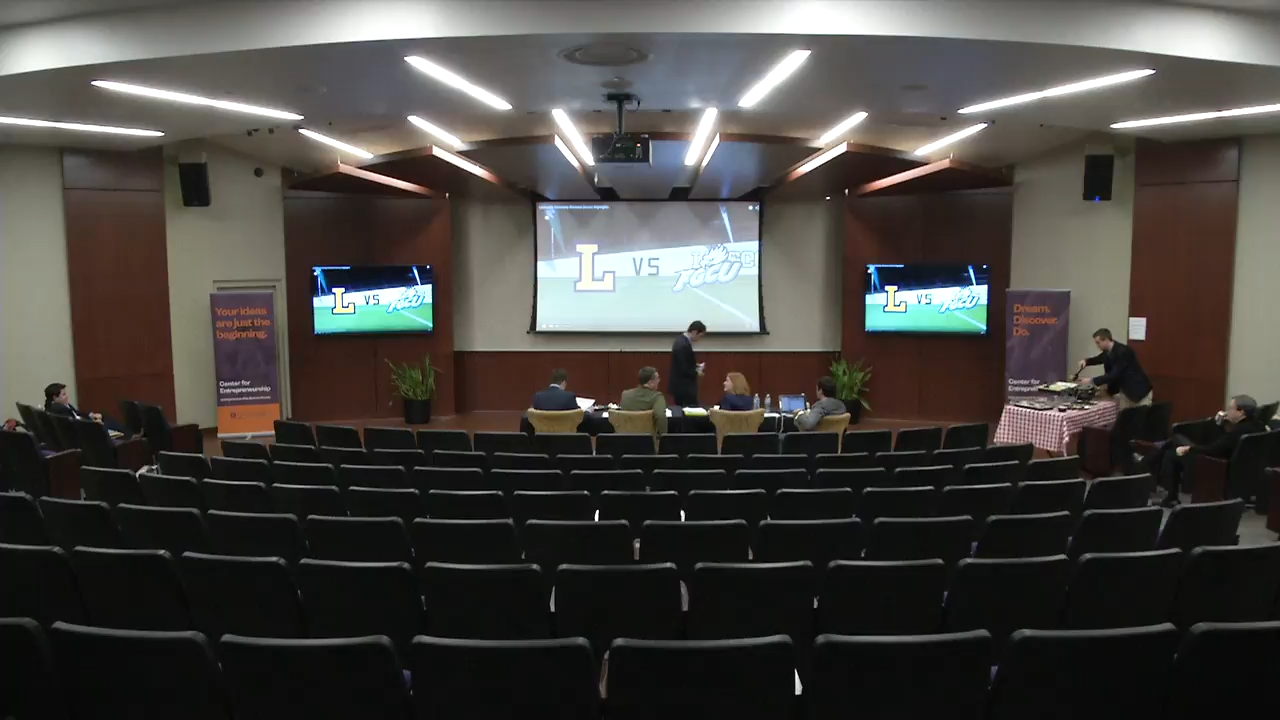 L VS FGCU
L VS FGCU
L VS FGCU
Your ideas
are just the
beginning.
Center for
Entrepreneurship
Dream.
Discover.
Do.
Center for